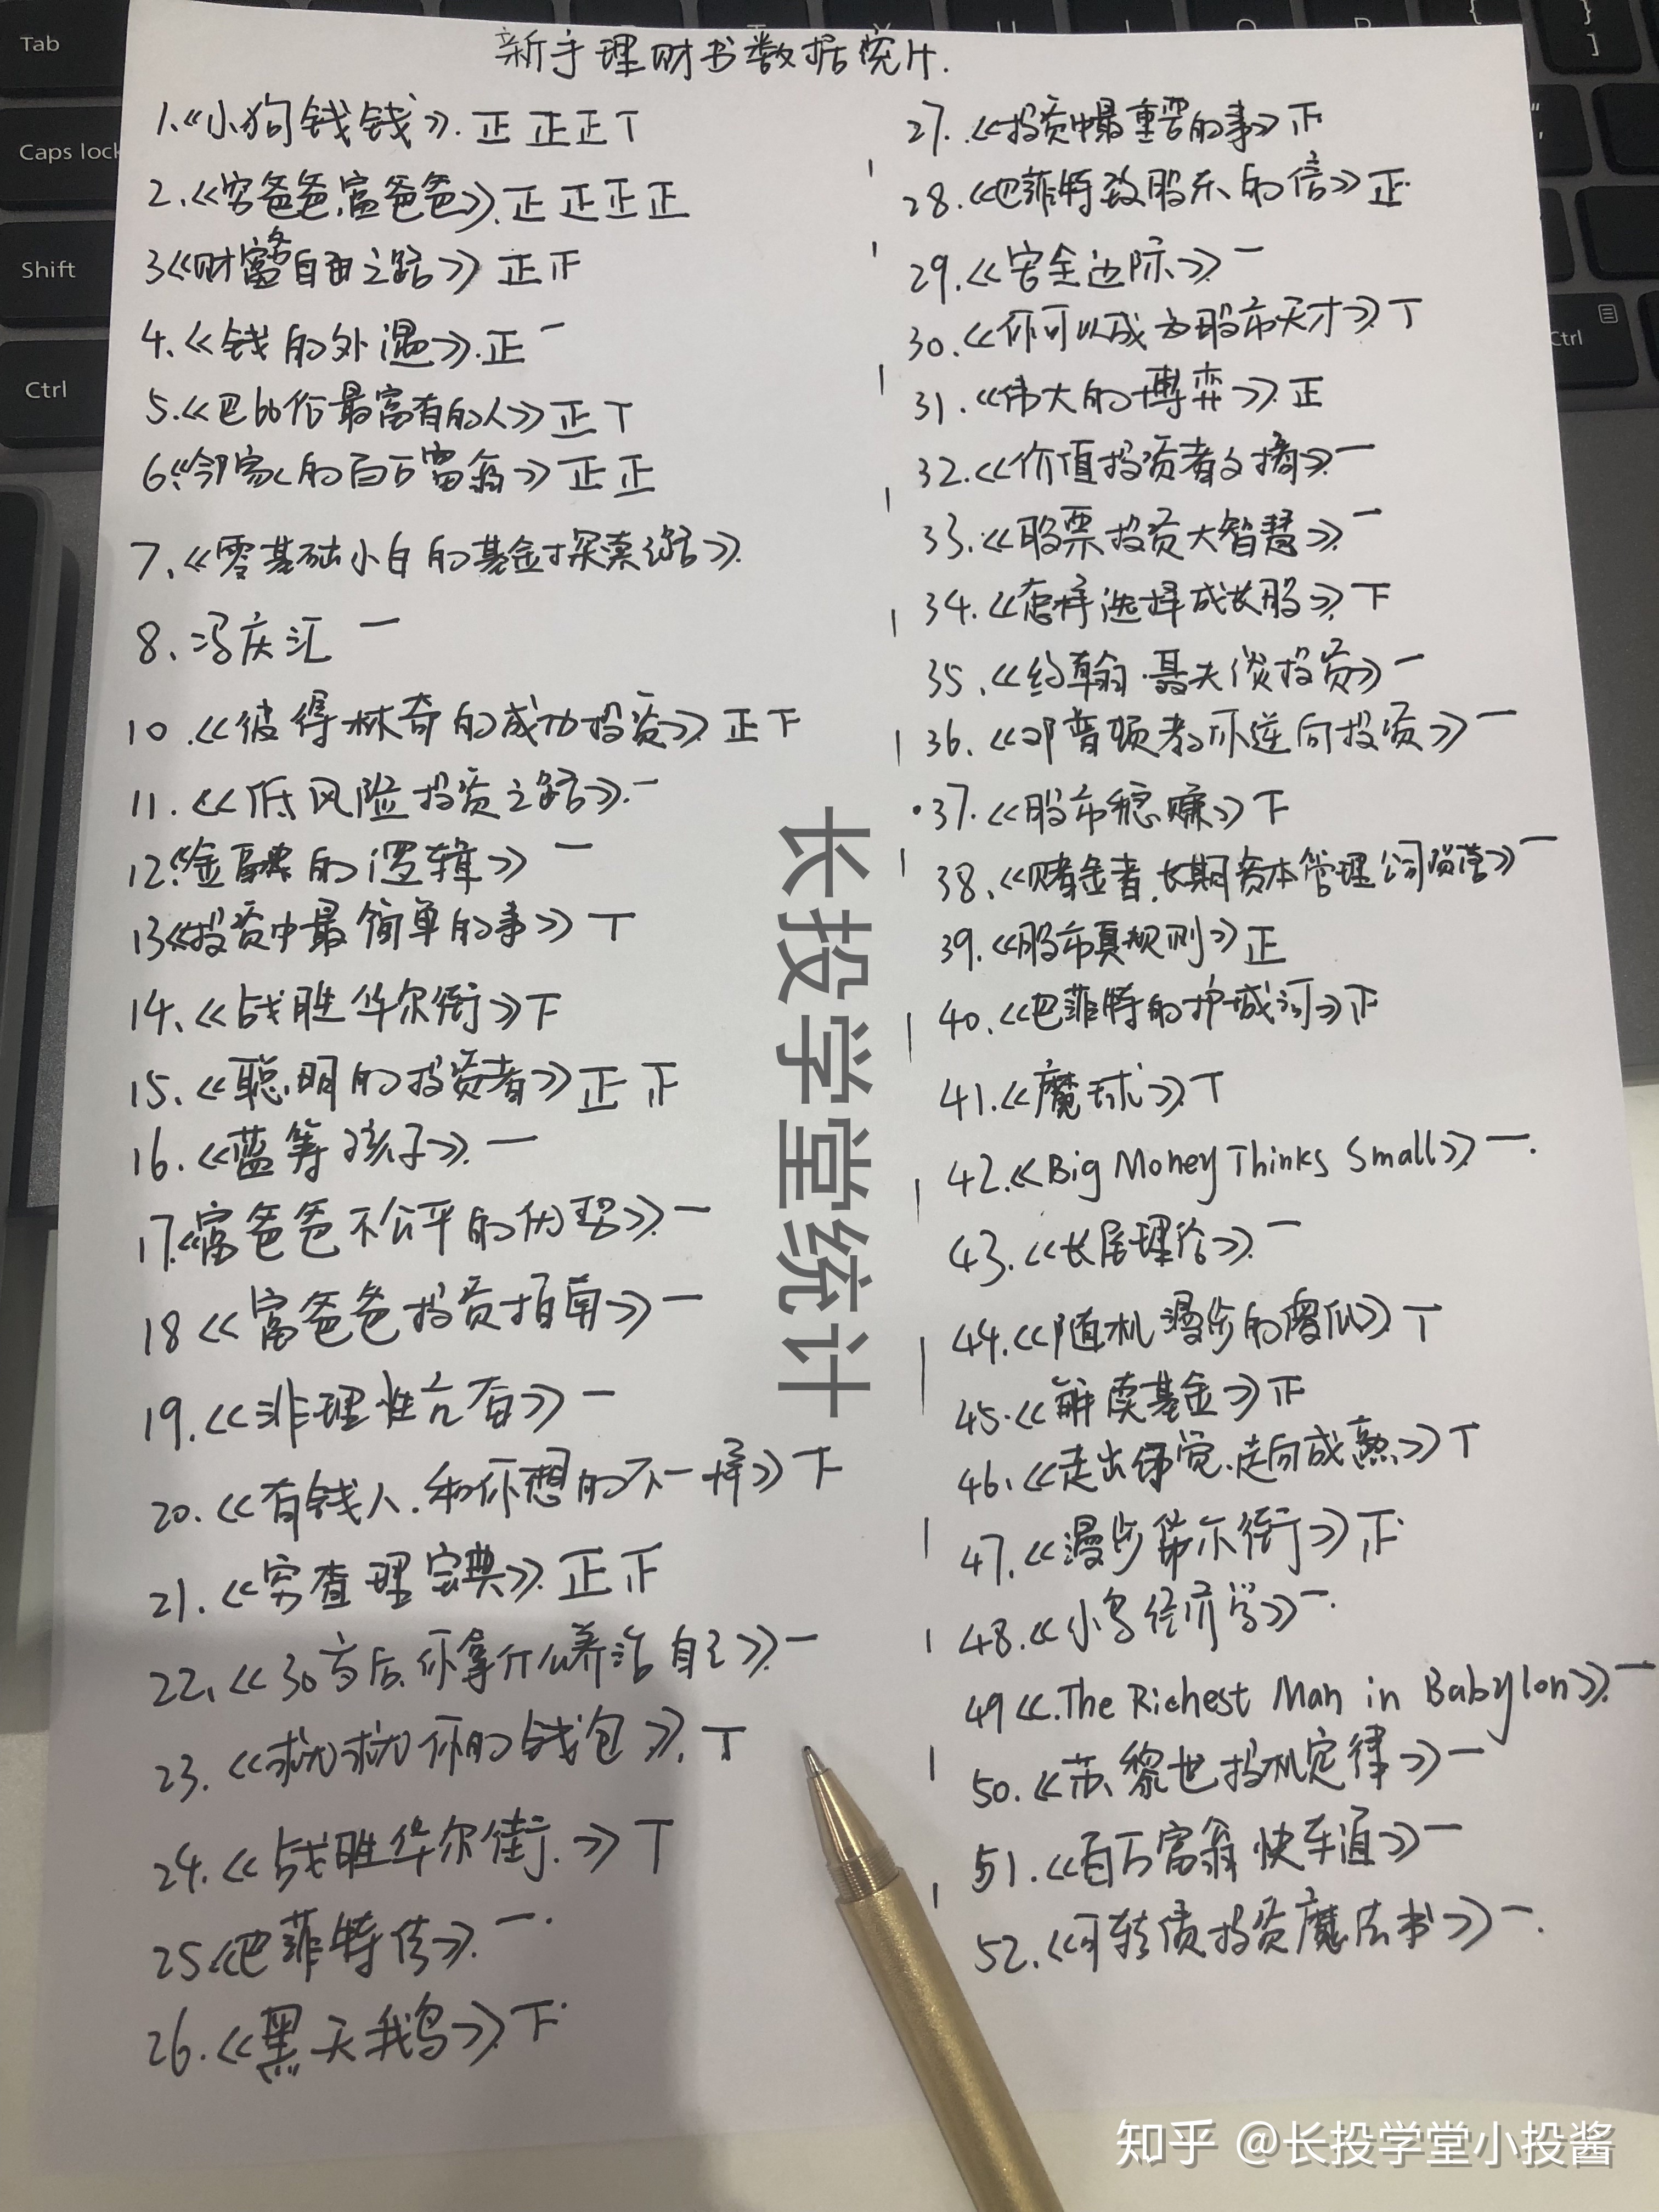 Tab
Caps lock
Shift
Ctrl
新手理财书数据统计.
1.《小狗钱钱》.正正正丅
2.《穷爸爸,富爸爸》.正正正正
3《财富自由之路》正
4.《钱的外遇》.正一
5.《巴比伦最富有的人》正丅
6.《邻家的百万富翁》正正
7.《零基础小白的基金探索之路》.
8.冯庆汇 一
10.《彼得林奇的成功投资》正下
11.《低风险投资之路》.一
12.《金融的逻辑》一
13《投资中最简单的事》丅
14.《战胜华尔街》下
15.《聪明的投资者》正
16.《蓝筹孩子》.一
17.《富爸爸不公平的优势》一
18《富爸爸投资指南》一
19.《非理性亢奋》一
20.《有钱人,和你想的不一样》下
21.《穷查理宝典》.正
22.《30岁后,你拿什么养活自己》一
23.《救救你的钱包》.丅
24.《战胜华尔街.》丅
25.《巴菲特传》.一.
26.《黑天鹅》下
27.《投资中最重要的事》
28.《巴菲特致股东的信》正
29.《安全边际》一
30.《你可以成为股市天才》丅
31.《伟大的博弈》正
32.《价值投资者文摘》一
33.《股票投资大智慧》一
34.《怎样选择成长股》下
35.《约翰·聂夫谈投资》一
36.《邓普顿教你逆向投资》一
37.《股市稳赚》下
38.《赌金者,长期资本管理公司陨落》一
39.《股市真规则》正
40.《巴菲特的护城河》
41.《魔球》丅
42.《Big Money Thinks Small》一.
43.《长尾理论》.一
44.《随机漫步的傻瓜》丅
45.《解读基金》
46.《走出幻觉,走向成熟》丅
47.《漫步华尔街》
48.《小岛经济学》一.
49《.The Richest Man in Babylon》一
50.《苏黎世投机定律》一
51.《百万富翁快车道》一
52.《可转债投资魔法书》一.
长投学堂统计
知乎 @长投学堂小投酱